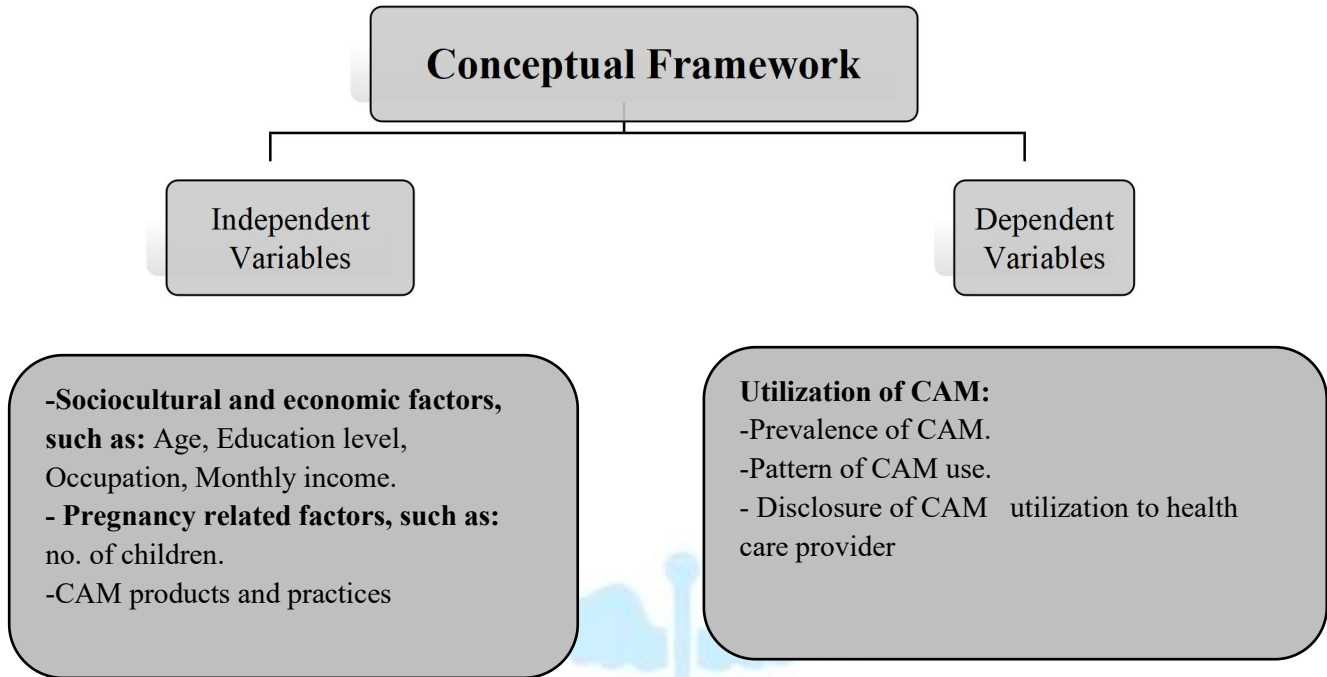 Conceptual Framework
Independent
Variables
Dependent
Variables
-Sociocultural and economic factors,
such as: Age, Education level,
Occupation, Monthly income.
- Pregnancy related factors, such as:
no. of children.
-CAM products and practices
Utilization of CAM:
-Prevalence of CAM.
-Pattern of CAM use.
- Disclosure of CAM   utilization to health
care provider